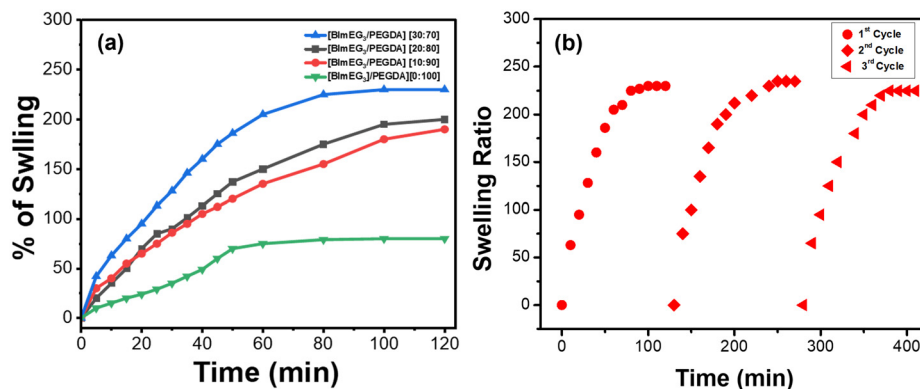 (a)
[BImEG₃/PEGDA] [30:70]
[BImEG₃/PEGDA] [20:80]
[BImEG₃/PEGDA] [10:90]
[BImEG₃]/PEGDA][0:100]
% of Swlling
300
250
200
150
100
50
0
0 20 40 60 80 100 120
Time (min)
(b)
1ˢᵗ Cycle
2ⁿᵈ Cycle
3ʳᵈ Cycle
Swelling Ratio
300
250
200
150
100
50
0
0 100 200 300 400
Time (min)